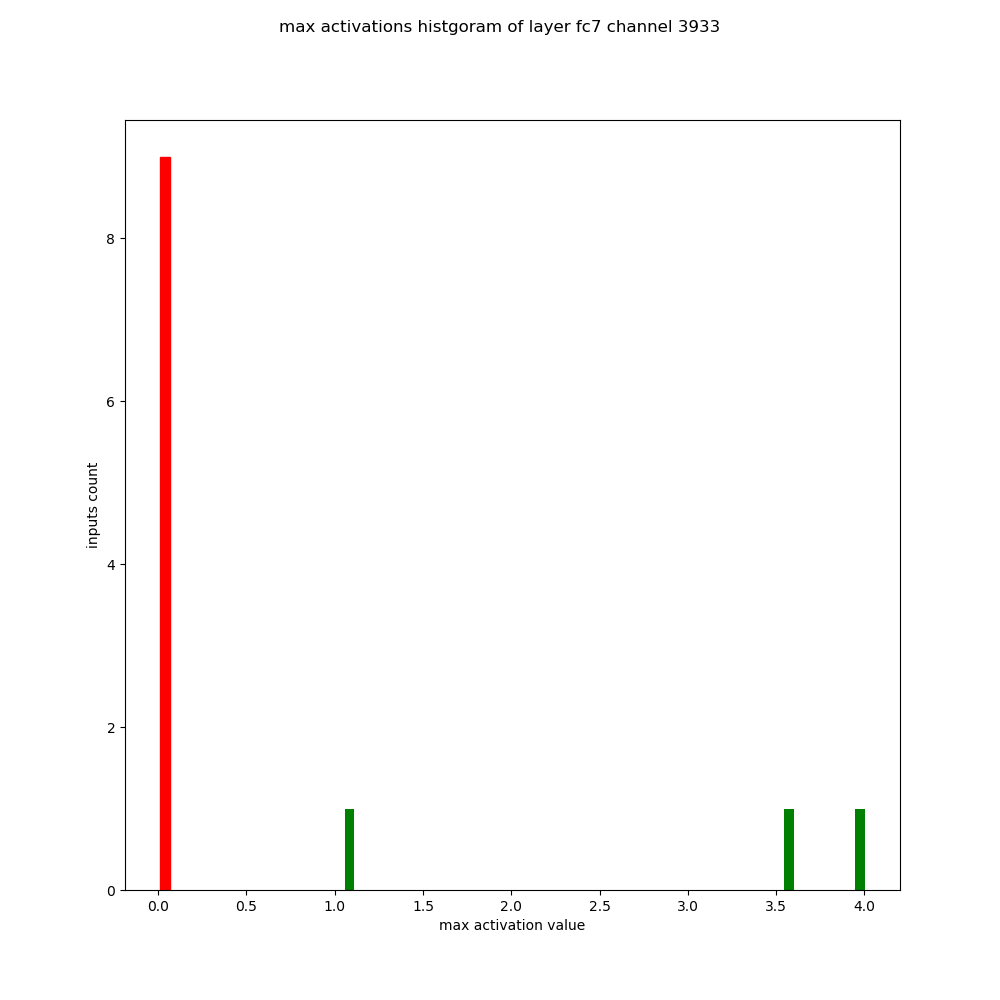 max activations histgoram of layer fc7 channel 3933
8
6
4
2
0
inputs count
0.0 0.5 1.0 1.5 2.0 2.5 3.0 3.5 4.0
max activation value